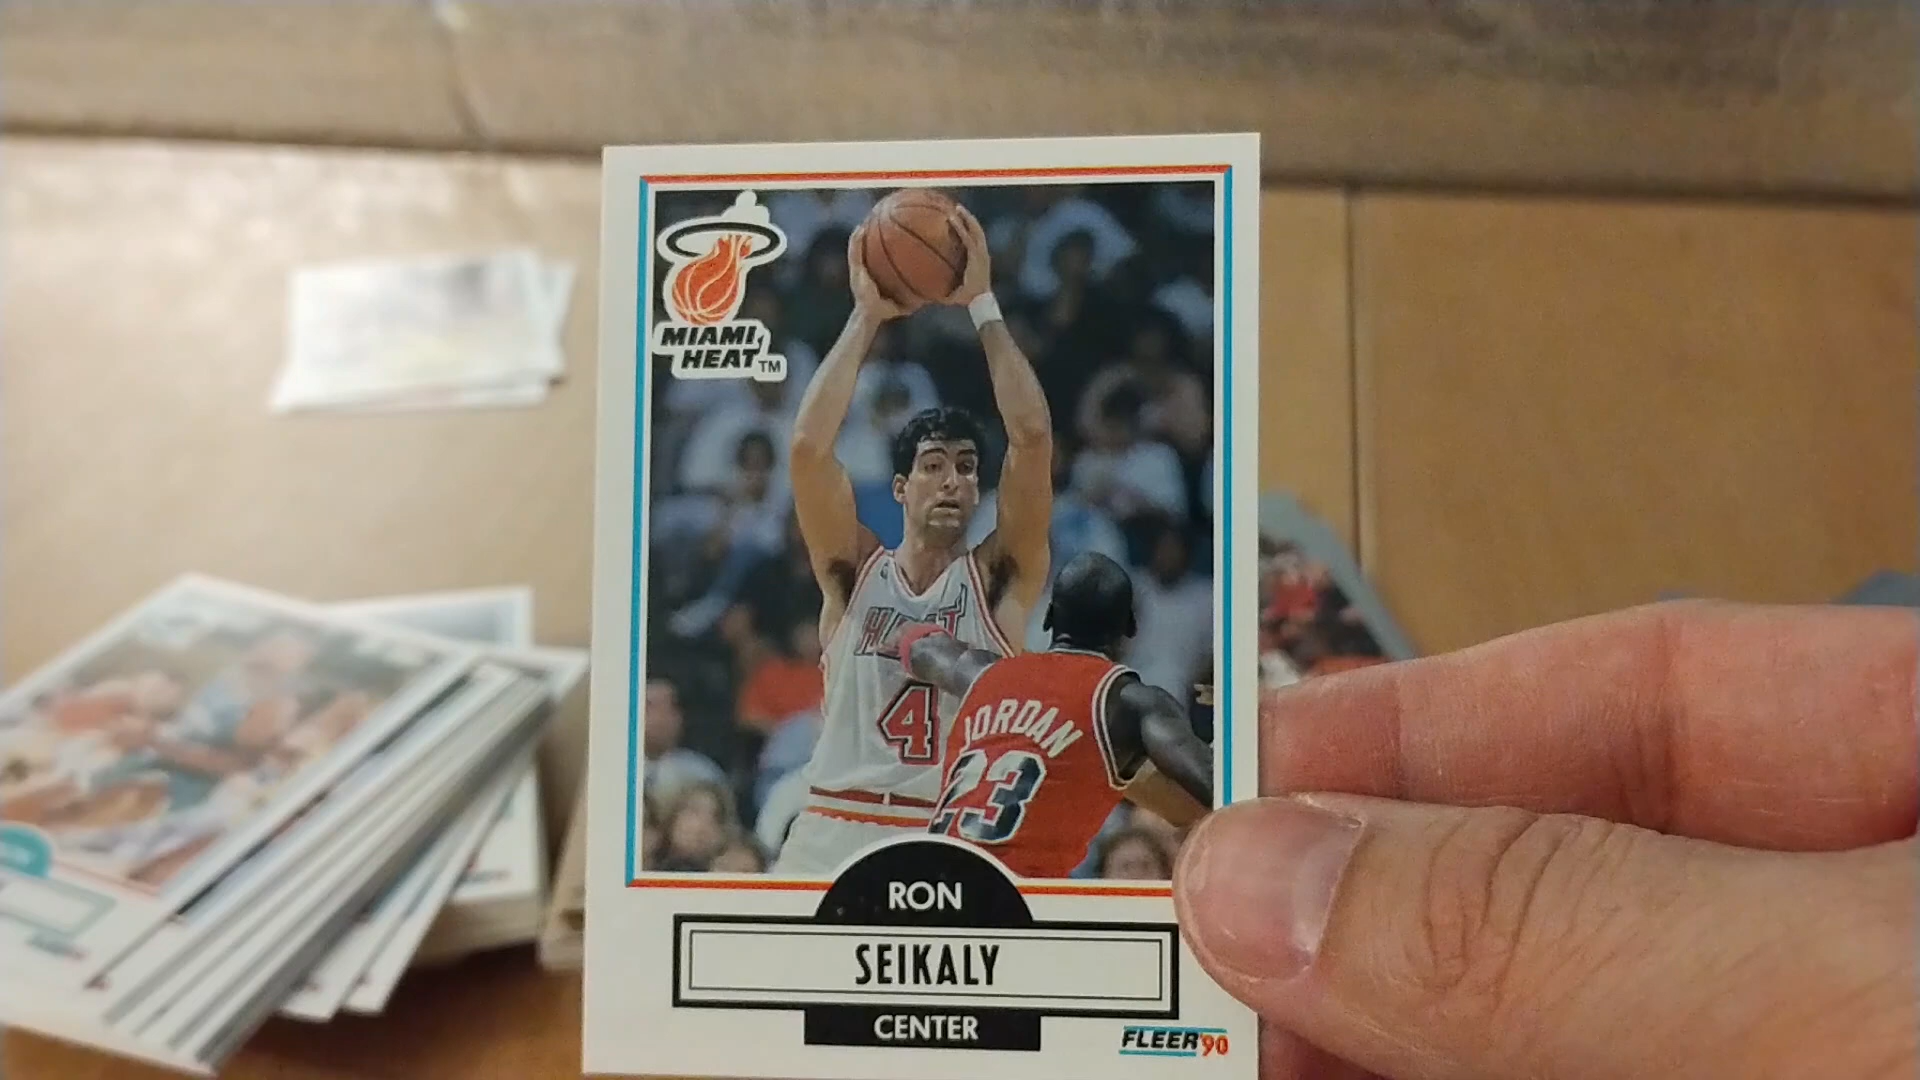 MIAMI
HEAT TM
HEAT
4
JORDAN
23
RON
SEIKALY
CENTER
FLEER '90